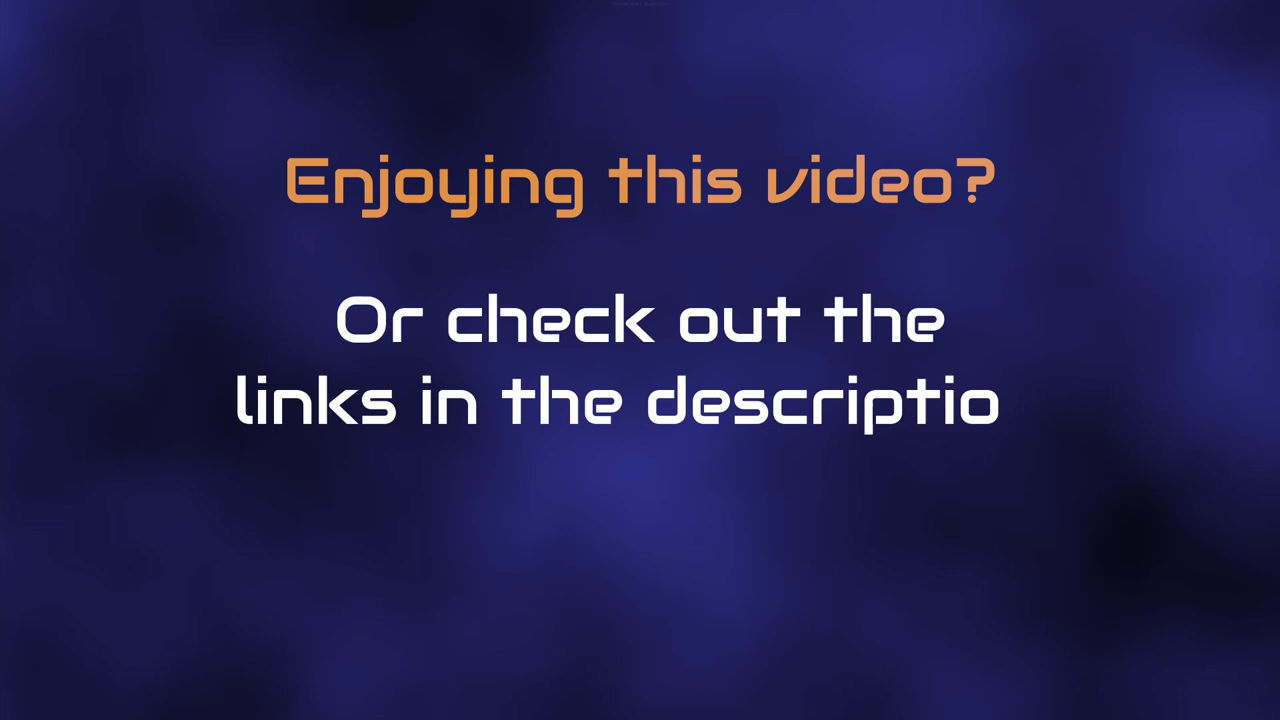 Enjoying this video?
Or check out the
links in the descriptio